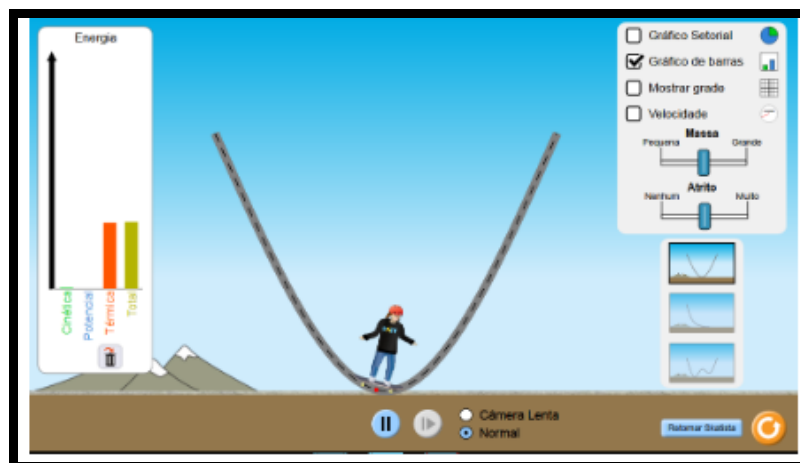 Energia
Cinética
Potencial
Térmica
Total
Gráfico Setorial
Gráfico de barras
Mostrar grade
Velocidade
Massa
Pequena Grande
Atrito
Nenhum Muito
Câmera Lenta
Normal
Retornar Skatista